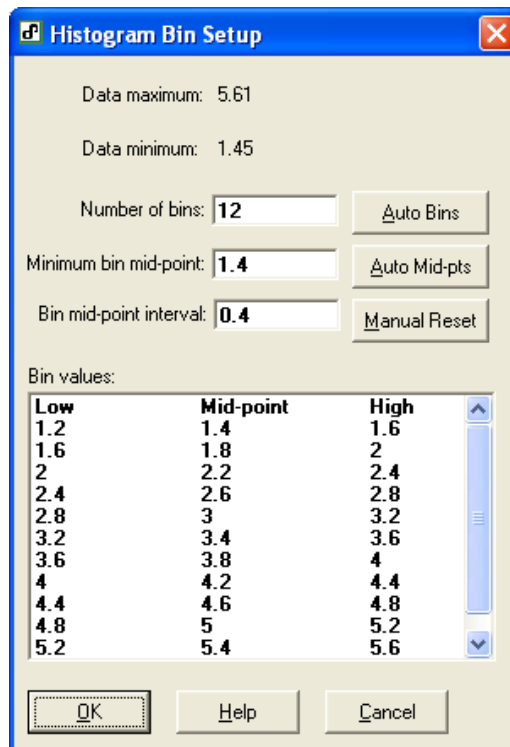 Histogram Bin Setup
Data maximum: 5.61
Data minimum: 1.45
Number of bins: 12 Auto Bins
Minimum bin mid-point: 1.4 Auto Mid-pts
Bin mid-point interval: 0.4 Manual Reset
Bin values:
Low Mid-point High
1.2 1.4 1.6
1.6 1.8 2
2 2.2 2.4
2.4 2.6 2.8
2.8 3 3.2
3.2 3.4 3.6
3.6 3.8 4
4 4.2 4.4
4.4 4.6 4.8
4.8 5 5.2
5.2 5.4 5.6
OK Help Cancel